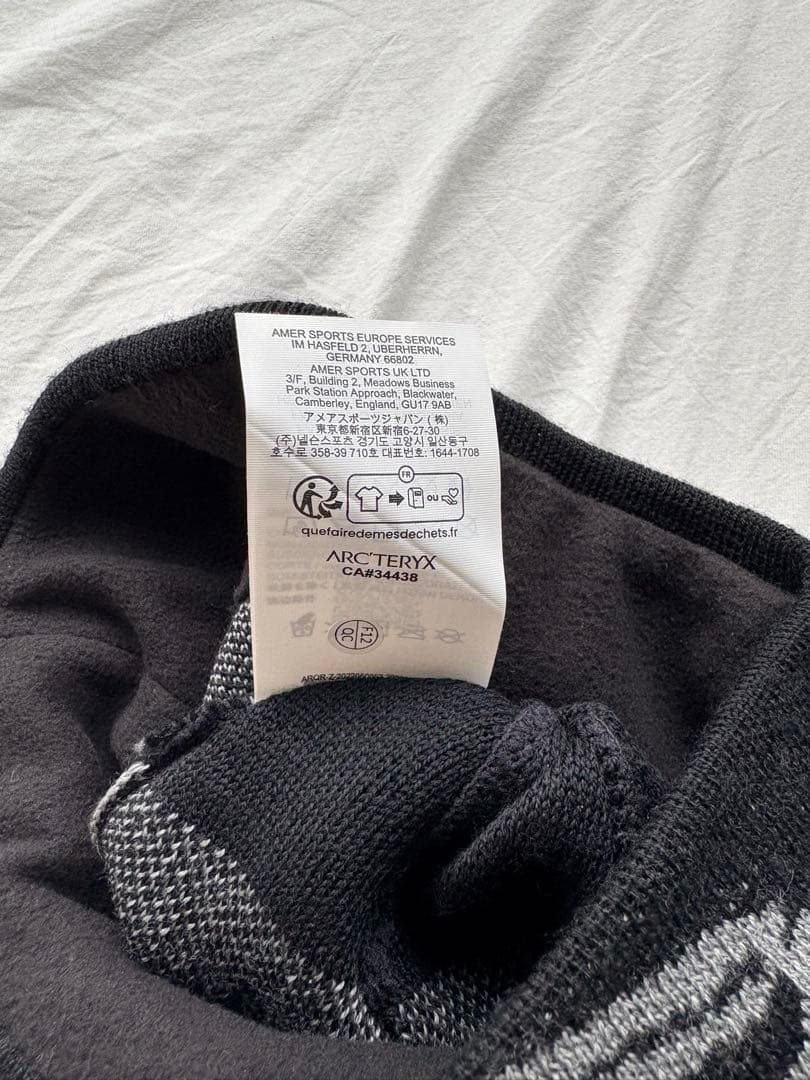 AMER SPORTS EUROPE SERVICES
IM HASFELD 2, UBERHERRN,
GERMANY 66802
AMER SPORTS UK LTD
3/F, Building 2, Meadows Business
Park Station Approach, Blackwater,
Camberley, England, GU17 9AB
アメアスポーツジャパン (株)
東京都新宿区新宿6-27-30
(주)넬슨스포츠 경기도 고양시 일산동구
호수로 358-39 710호 대표번호: 1644-1708
FR
OU
quefairedemesdechets.fr
ARC'TERYX
CA#34438
F12
QC